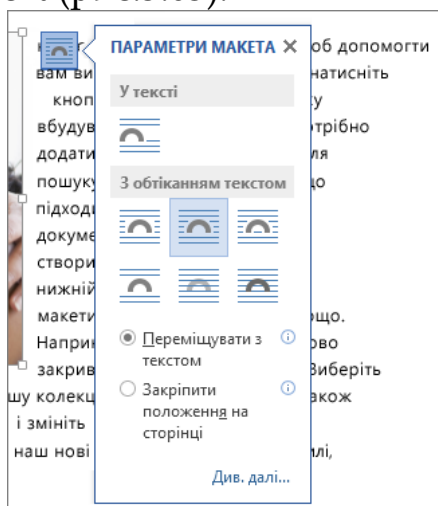 ПАРАМЕТРИ МАКЕТА
об допомогти
вам ви
натисніть
У тексті
кноп
у
вбудув
трібно
додати
ля
З обтіканням текстом
пошуку
що
підходи
докуме
створи
нижній
макети
що.
Переміщувати з
текстом
Наприк
ово
закрив
Виберіть
Закріпити
положення на
сторінці
шу колекц
акож
і змініть
наш нові
илі,
Див. далі...